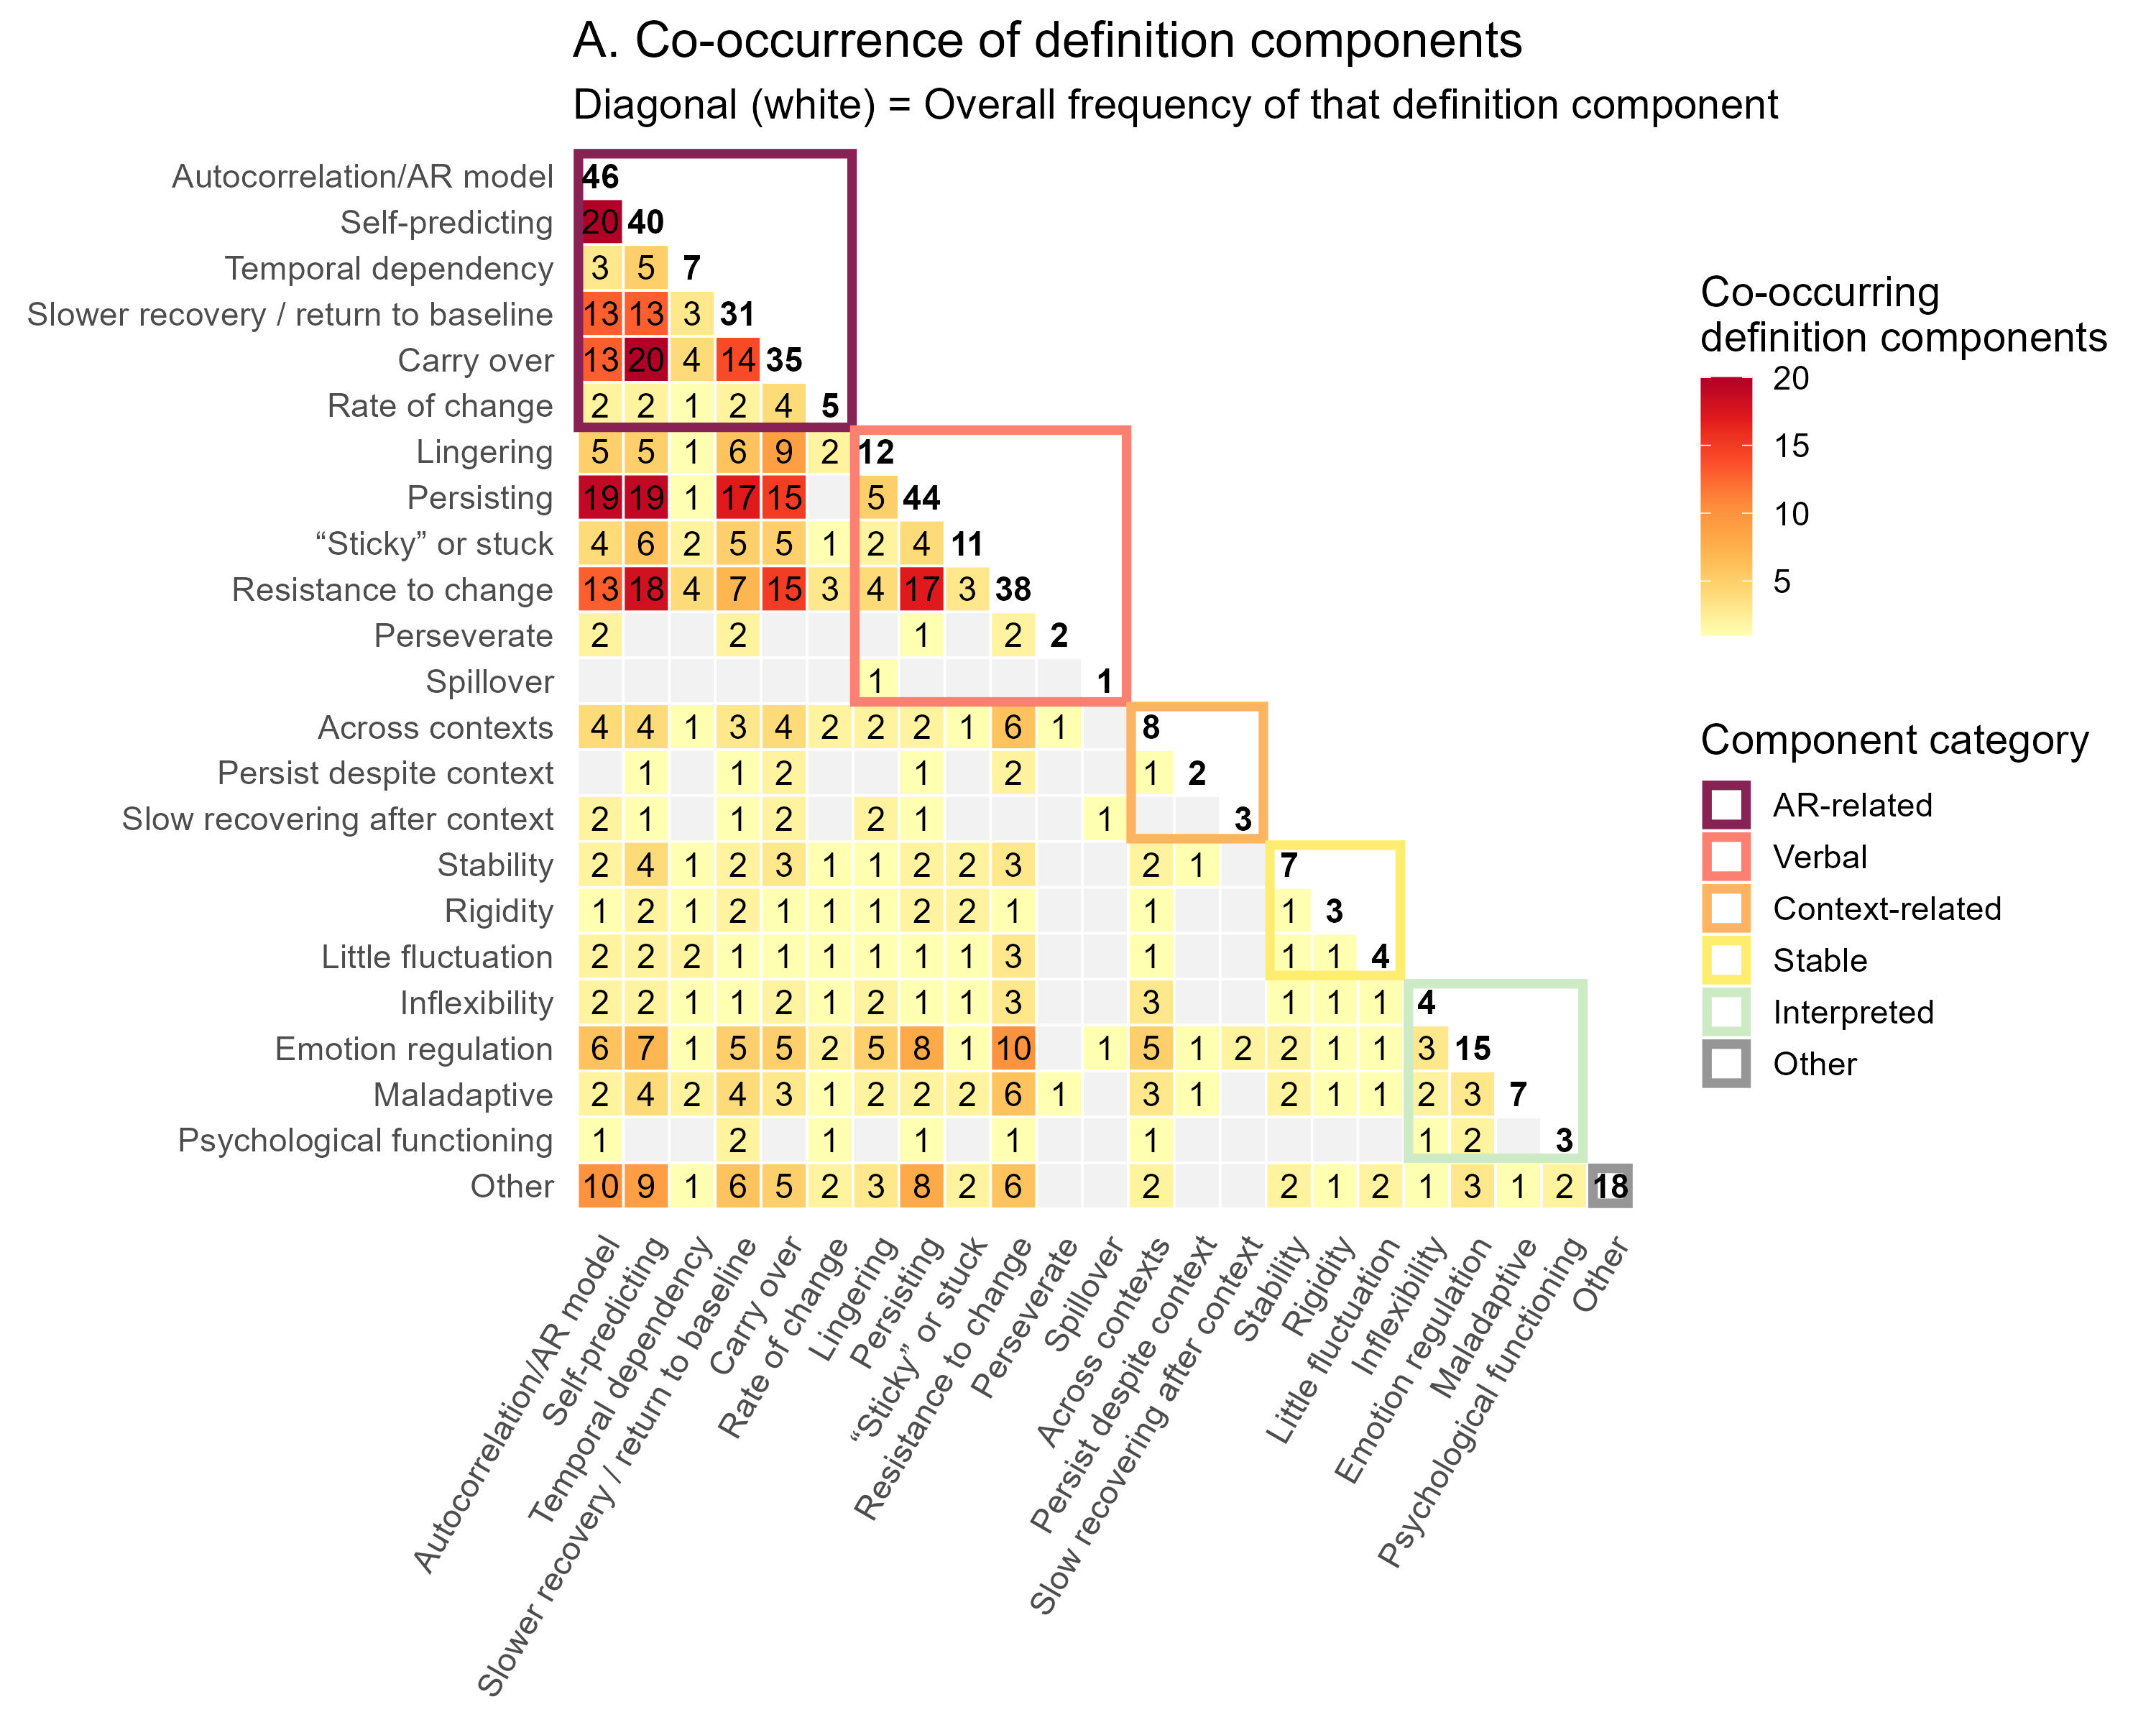 A. Co-occurrence of definition components
Diagonal (white) = Overall frequency of that definition component
Autocorrelation/AR model 46
Self-predicting 20 40
Temporal dependency 3 5 7
Slower recovery / return to baseline 13 13 3 31
Carry over 13 20 4 14 35
Rate of change 2 2 1 2 4 5
Lingering 5 5 1 6 9 2 12
Persisting 19 19 1 17 15 5 44
“Sticky” or stuck 4 6 2 5 5 1 2 4 11
Resistance to change 13 18 4 7 15 3 4 17 3 38
Perseverate 2 2 1 2 2
Spillover 1 1
Across contexts 4 4 1 3 4 2 2 2 1 6 1 8
Persist despite context 1 1 2 1 2 1 2
Slow recovering after context 2 1 1 2 2 1 1 3
Stability 2 4 1 2 3 1 1 2 2 3 2 1 7
Rigidity 1 2 1 2 1 1 1 2 2 1 1 1 3
Little fluctuation 2 2 2 1 1 1 1 1 1 3 1 1 1 4
Inflexibility 2 2 1 1 2 1 2 1 1 3 3 1 1 1 4
Emotion regulation 6 7 1 5 5 2 5 8 1 10 1 5 1 2 2 1 1 3 15
Maladaptive 2 4 2 4 3 1 2 2 2 6 1 3 1 2 1 1 2 3 7
Psychological functioning 1 2 1 1 1 1 1 2 3
Other 10 9 1 6 5 2 3 8 2 6 2 2 1 2 1 3 1 2 18
Autocorrelation/AR model
Self-predicting
Temporal dependency
Slower recovery / return to baseline
Carry over
Rate of change
Lingering
Persisting
“Sticky” or stuck
Resistance to change
Perseverate
Spillover
Across contexts
Persist despite context
Slow recovering after context
Stability
Rigidity
Little fluctuation
Inflexibility
Emotion regulation
Maladaptive
Psychological functioning
Other
Co-occurring
definition components
20
15
10
5
Component category
AR-related
Verbal
Context-related
Stable
Interpreted
Other